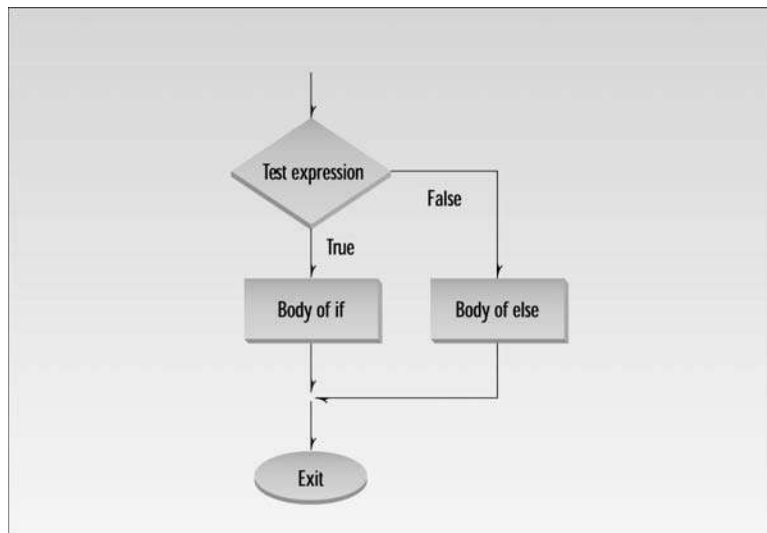 Test expression
False
True
Body of if
Body of else
Exit